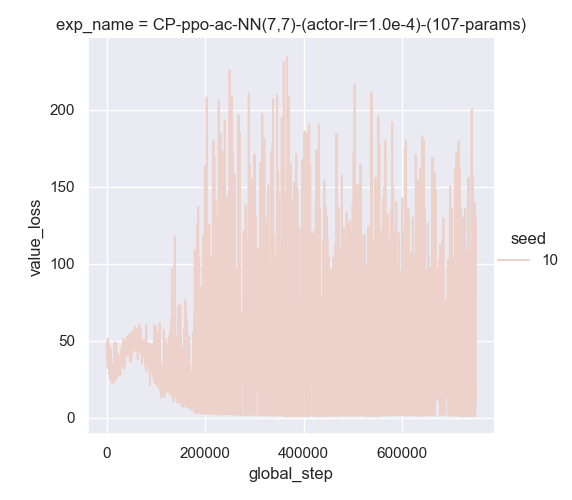 exp_name = CP-ppo-ac-NN(7,7)-(actor-lr=1.0e-4)-(107-params)
200
150
100
50
0
value_loss
seed
10
0 200000 400000 600000
global_step